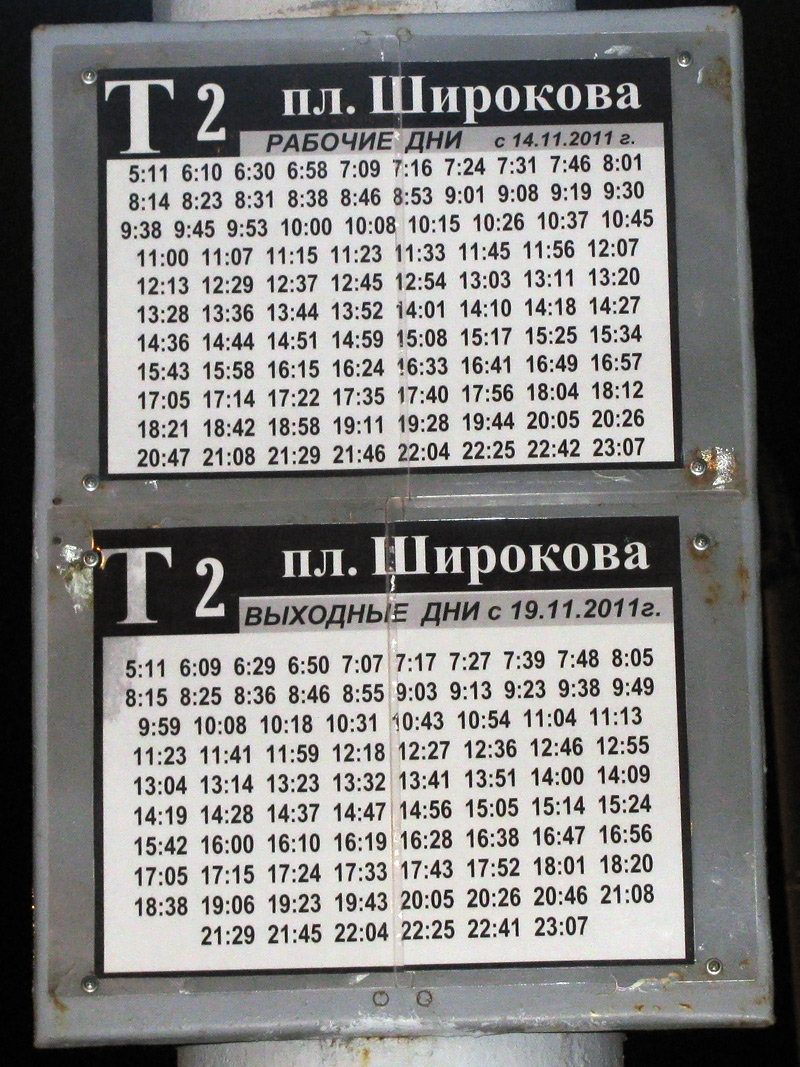 Т 2 пл. Широкова
РАБОЧИЕ ДНИ с 14.11.2011 г.
5:11 6:10 6:30 6:58 7:09 7:16 7:24 7:31 7:46 8:01
8:14 8:23 8:31 8:38 8:46 8:53 9:01 9:08 9:19 9:30
9:38 9:45 9:53 10:00 10:08 10:15 10:26 10:37 10:45
11:00 11:07 11:15 11:23 11:33 11:45 11:56 12:07
12:13 12:29 12:37 12:45 12:54 13:03 13:11 13:20
13:28 13:36 13:44 13:52 14:01 14:10 14:18 14:27
14:36 14:44 14:51 14:59 15:08 15:17 15:25 15:34
15:43 15:58 16:15 16:24 16:33 16:41 16:49 16:57
17:05 17:14 17:22 17:35 17:40 17:56 18:04 18:12
18:21 18:42 18:58 19:11 19:28 19:44 20:05 20:26
20:47 21:08 21:29 21:46 22:04 22:25 22:42 23:07
Т 2 пл. Широкова
ВЫХОДНЫЕ ДНИ с 19.11.2011г.
5:11 6:09 6:29 6:50 7:07 7:17 7:27 7:39 7:48 8:05
8:15 8:25 8:36 8:46 8:55 9:03 9:13 9:23 9:38 9:49
9:59 10:08 10:18 10:31 10:43 10:54 11:04 11:13
11:23 11:41 11:59 12:18 12:27 12:36 12:46 12:55
13:04 13:14 13:23 13:32 13:41 13:51 14:00 14:09
14:19 14:28 14:37 14:47 14:56 15:05 15:14 15:24
15:42 16:00 16:10 16:19 16:28 16:38 16:47 16:56
17:05 17:15 17:24 17:33 17:43 17:52 18:01 18:20
18:38 19:06 19:23 19:43 20:05 20:26 20:46 21:08
21:29 21:45 22:04 22:25 22:41 23:07